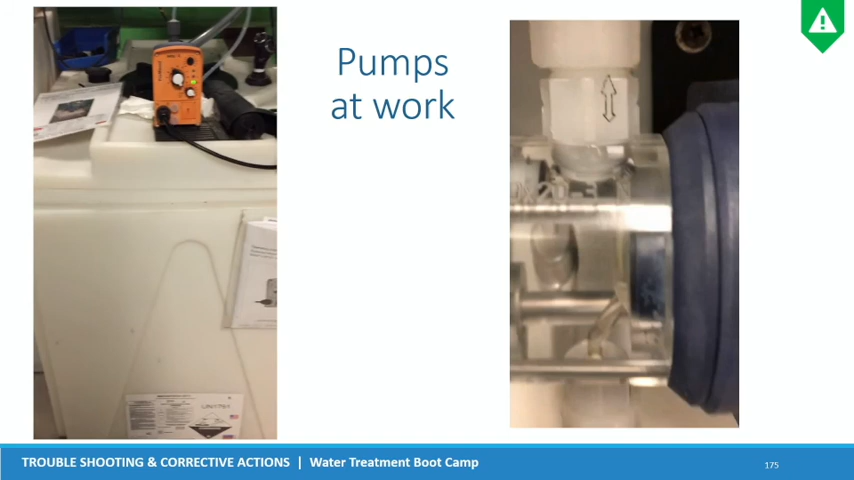 Pumps
at work
TROUBLE SHOOTING & CORRECTIVE ACTIONS | Water Treatment Boot Camp
175